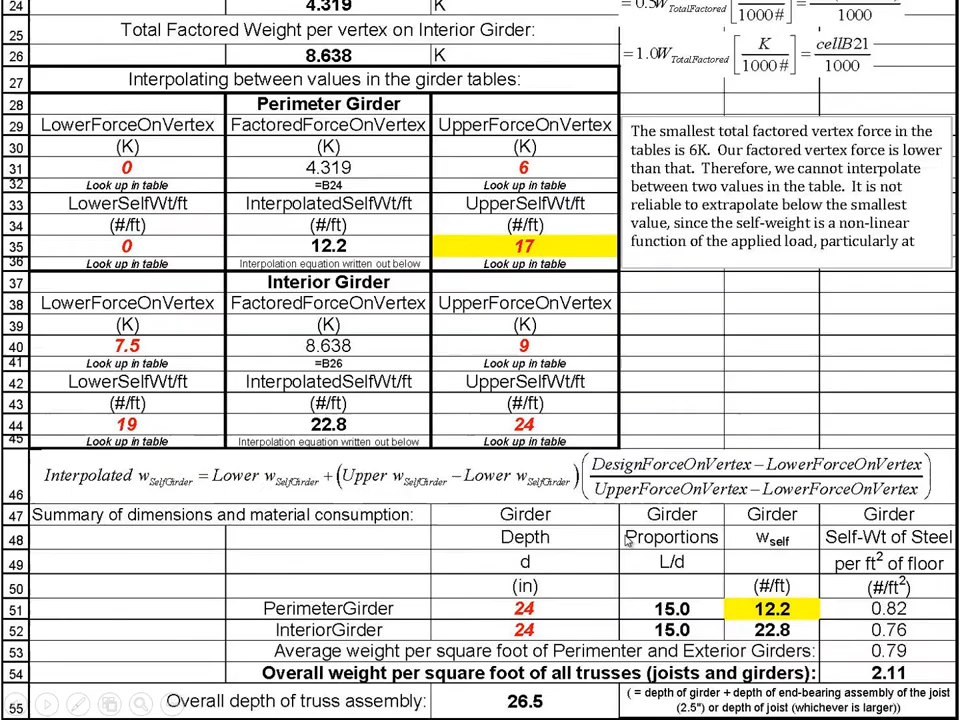 24 4.319 K = 0.5W TotalFactored [ 1000# ] = 1000
25 Total Factored Weight per vertex on Interior Girder:
26 8.638 K = 1.0W TotalFactored [ K / 1000# ] = cellB21 / 1000
27 Interpolating between values in the girder tables:
28 Perimeter Girder
29 LowerForceOnVertex FactoredForceOnVertex UpperForceOnVertex
30 (K) (K) (K)
31 0 4.319 6
32 Look up in table =B24 Look up in table
33 LowerSelfWt/ft InterpolatedSelfWt/ft UpperSelfWt/ft
34 (#/ft) (#/ft) (#/ft)
35 0 12.2 17
36 Look up in table Interpolation equation written out below Look up in table
The smallest total factored vertex force in the
tables is 6K. Our factored vertex force is lower
than that. Therefore, we cannot interpolate
between two values in the table. It is not
reliable to extrapolate below the smallest
value, since the self-weight is a non-linear
function of the applied load, particularly at
37 Interior Girder
38 LowerForceOnVertex FactoredForceOnVertex UpperForceOnVertex
39 (K) (K) (K)
40 7.5 8.638 9
41 Look up in table =B26 Look up in table
42 LowerSelfWt/ft InterpolatedSelfWt/ft UpperSelfWt/ft
43 (#/ft) (#/ft) (#/ft)
44 19 22.8 24
45 Look up in table Interpolation equation written out below Look up in table
46 Interpolated w SelfGirder = Lower w SelfGirder + (Upper w SelfGirder − Lower w SelfGirder) (DesignForceOnVertex − LowerForceOnVertex / UpperForceOnVertex − LowerForceOnVertex)
47 Summary of dimensions and material consumption: Girder Girder Girder Girder
48 Depth Proportions w self Self-Wt of Steel
49 d L/d per ft² of floor
50 (in) (#/ft) (#/ft²)
51 PerimeterGirder 24 15.0 12.2 0.82
52 InteriorGirder 24 15.0 22.8 0.76
53 Average weight per square foot of Perimeter and Exterior Girders: 0.79
54 Overall weight per square foot of all trusses (joists and girders): 2.11
55 Overall depth of truss assembly: 26.5 ( = depth of girder + depth of end-bearing assembly of the joist
(2.5") or depth of joist (whichever is larger))